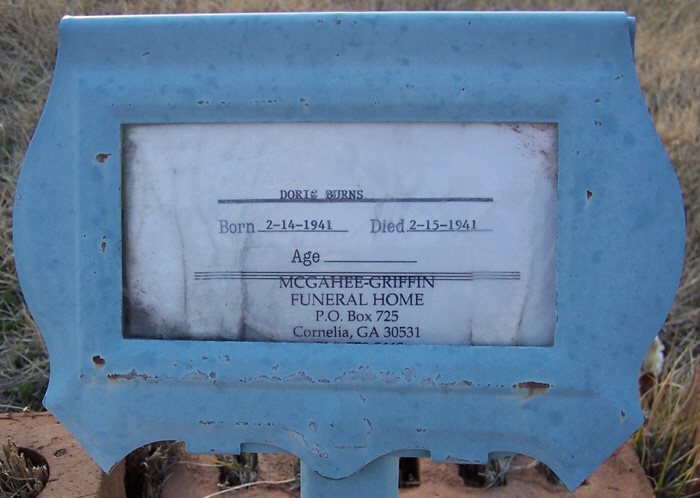 DORIS BURNS
Born 2-14-1941 Died 2-15-1941
Age
MCGAHEE-GRIFFIN
FUNERAL HOME
P.O. Box 725
Cornelia, GA 30531